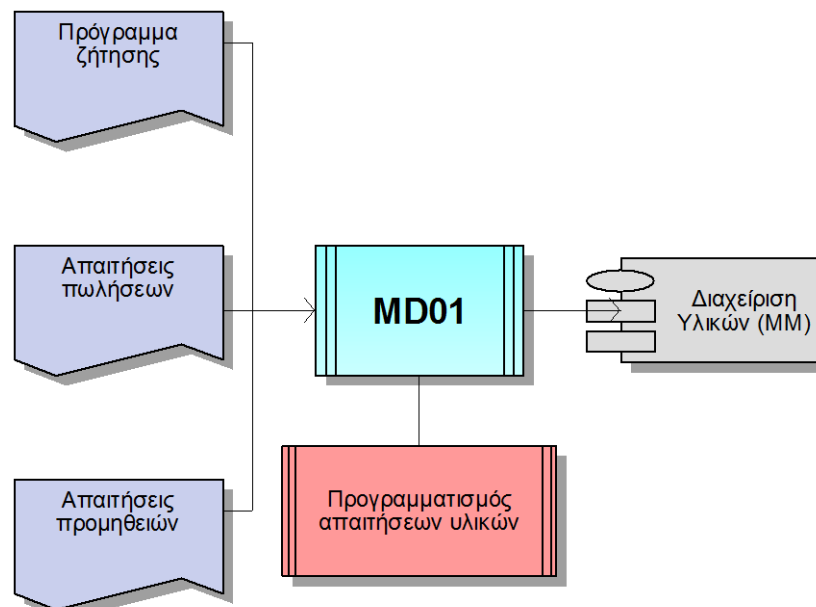 Πρόγραμμα
ζήτησης
Απαιτήσεις
πωλήσεων
MD01
Διαχείριση
Υλικών (MM)
Απαιτήσεις
προμηθειών
Προγραμματισμός
απαιτήσεων υλικών